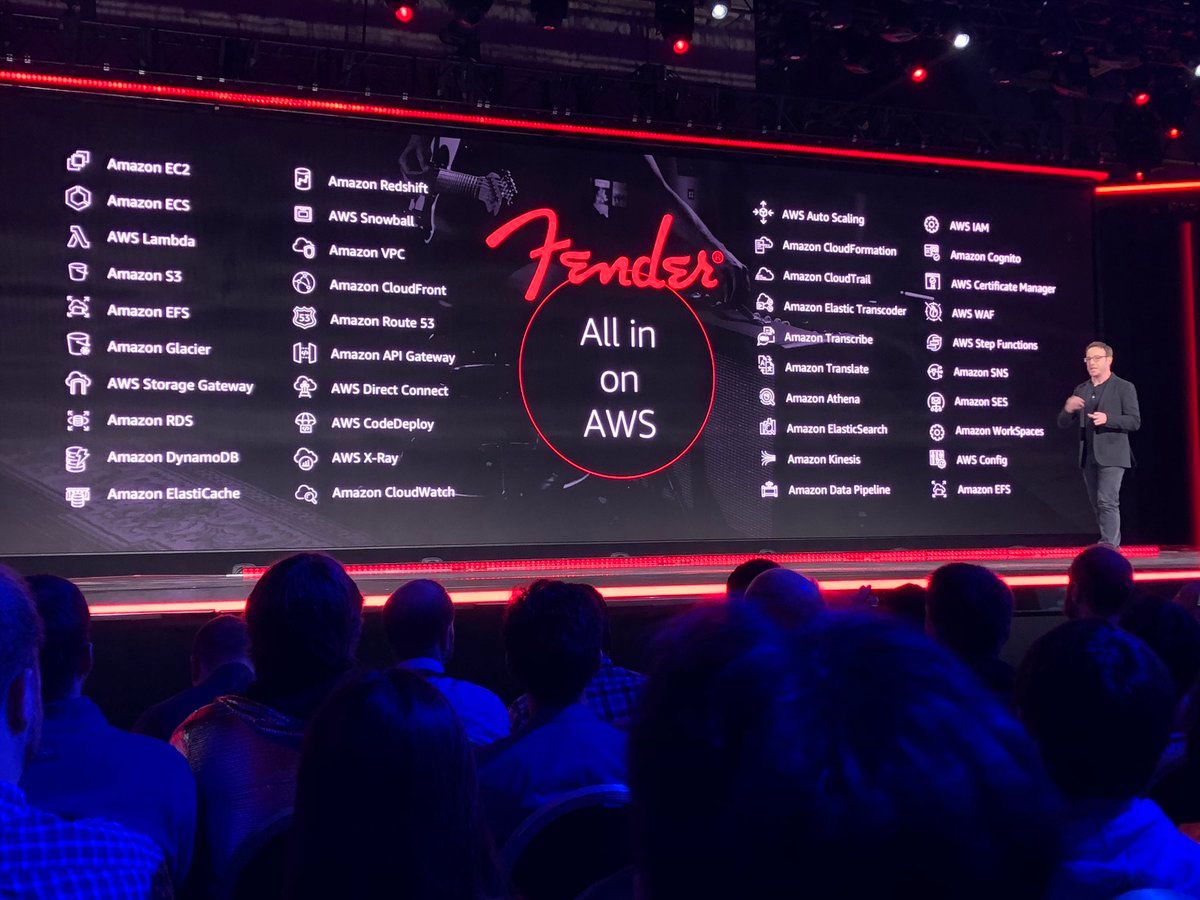 Amazon EC2
Amazon ECS
AWS Lambda
Amazon S3
Amazon EFS
Amazon Glacier
AWS Storage Gateway
Amazon RDS
Amazon DynamoDB
Amazon ElastiCache
Amazon Redshift
AWS Snowball
Amazon VPC
Amazon CloudFront
53
Amazon Route 53
Amazon API Gateway
AWS Direct Connect
AWS CodeDeploy
AWS X-Ray
Amazon CloudWatch
Fender®
All in
on
AWS
AWS Auto Scaling
Amazon CloudFormation
Amazon CloudTrail
Amazon Elastic Transcoder
Amazon Transcribe
Amazon Translate
Amazon Athena
Amazon ElasticSearch
Amazon Kinesis
Amazon Data Pipeline
AWS IAM
Amazon Cognito
AWS Certificate Manager
AWS WAF
AWS Step Functions
Amazon SNS
Amazon SES
Amazon WorkSpaces
AWS Config
Amazon EFS